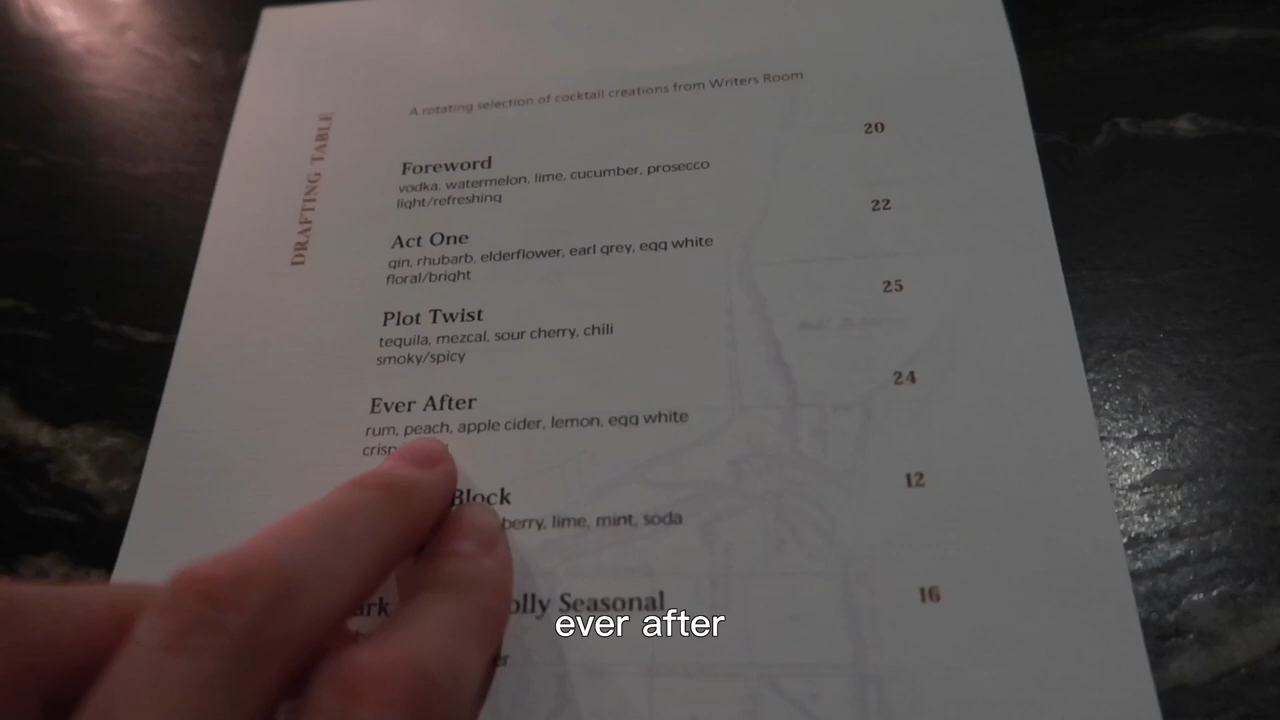 DRAFTING TABLE
A rotating selection of cocktail creations from Writers Room
Foreword 20
vodka, watermelon, lime, cucumber, prosecco
light/refreshing
Act One 22
gin, rhubarb, elderflower, earl grey, egg white
floral/bright
Plot Twist 25
tequila, mezcal, sour cherry, chili
smoky/spicy
Ever After 24
rum, peach, apple cider, lemon, egg white
Block 12
berry, lime, mint, soda
Seasonal 16
ever after